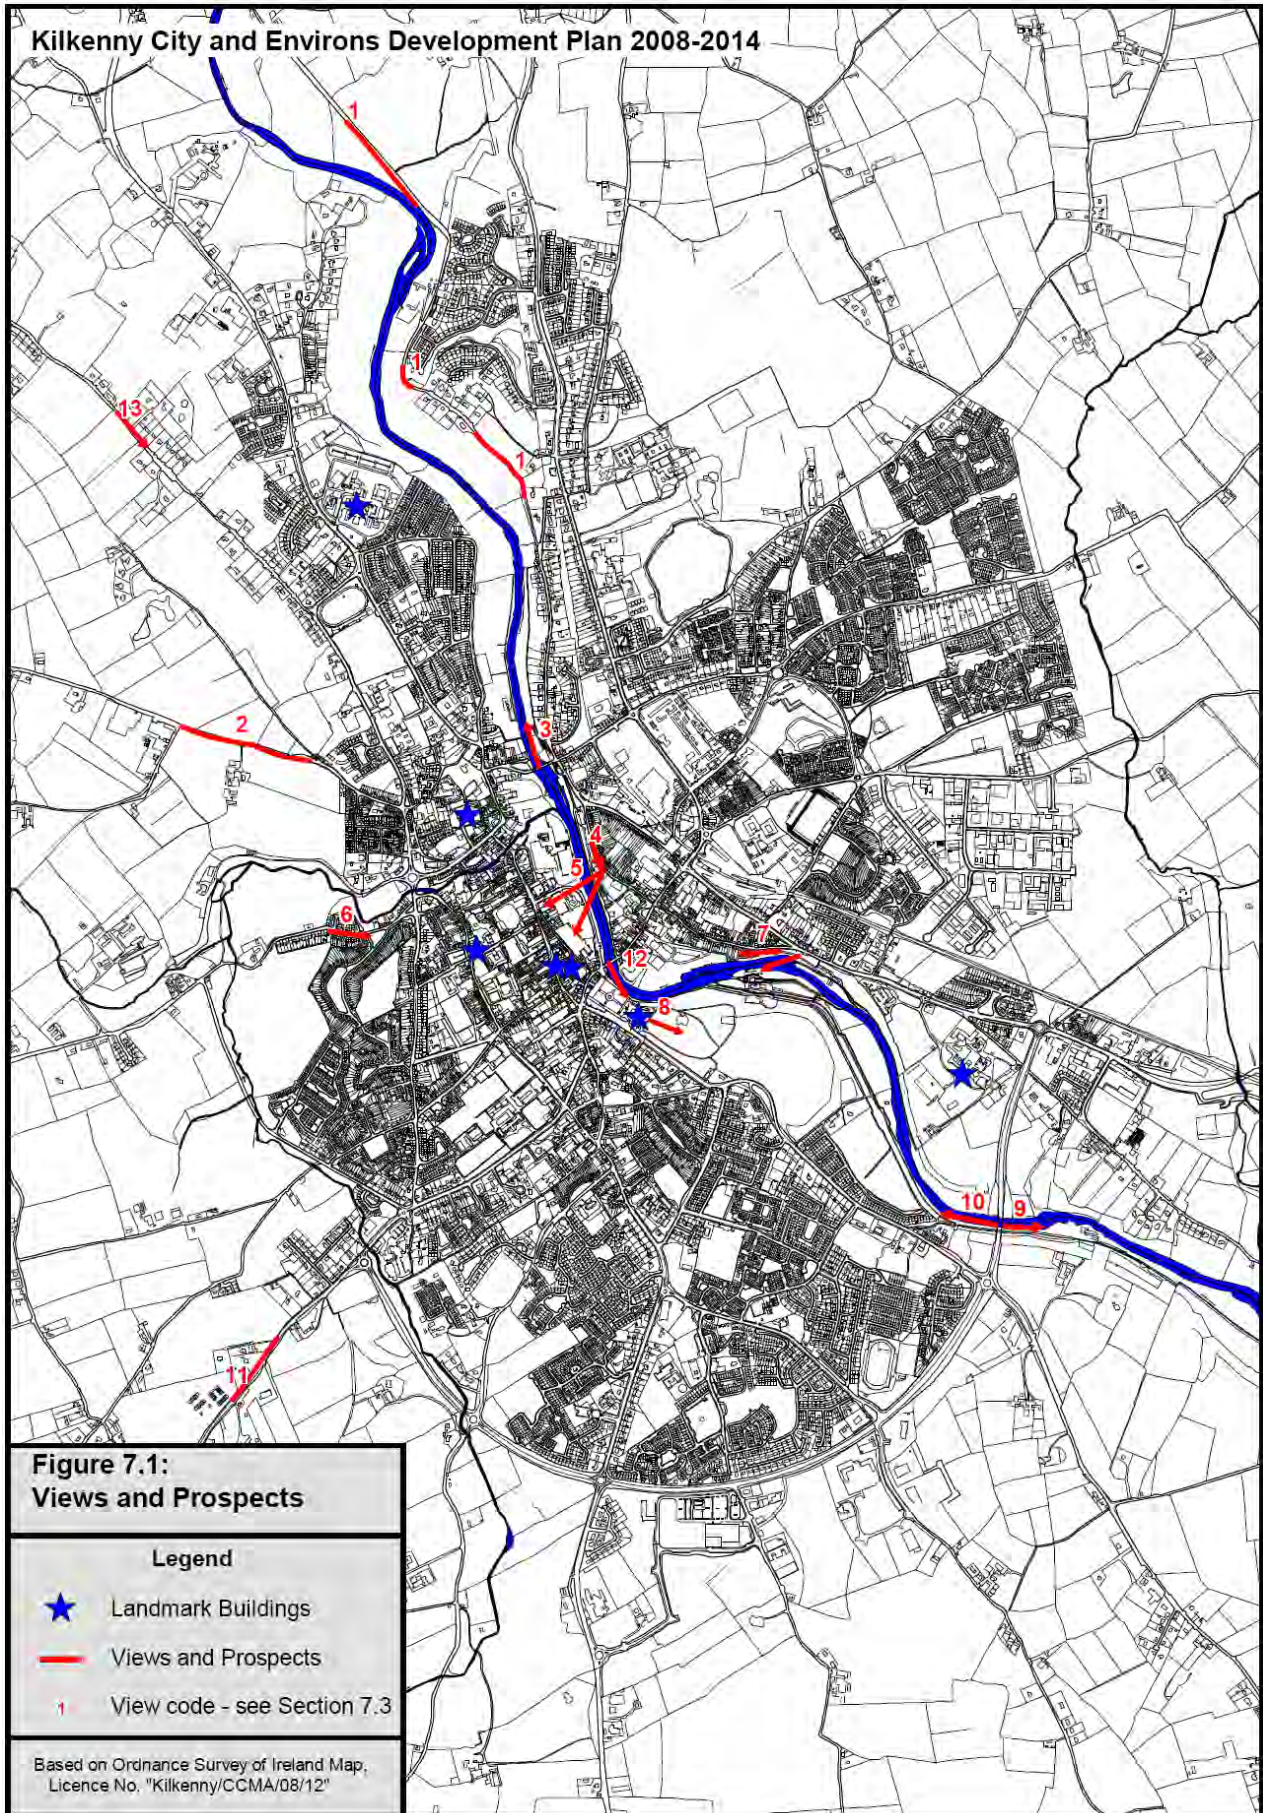 Kilkenny City and Environs Development Plan 2008-2014
1
1
13
1
2
3
4
5
6
7
12
8
10
9
11
Figure 7.1:
Views and Prospects
Legend
Landmark Buildings
Views and Prospects
1 View code - see Section 7.3
Based on Ordnance Survey of Ireland Map,
Licence No. "Kilkenny/CCMA/08/12"